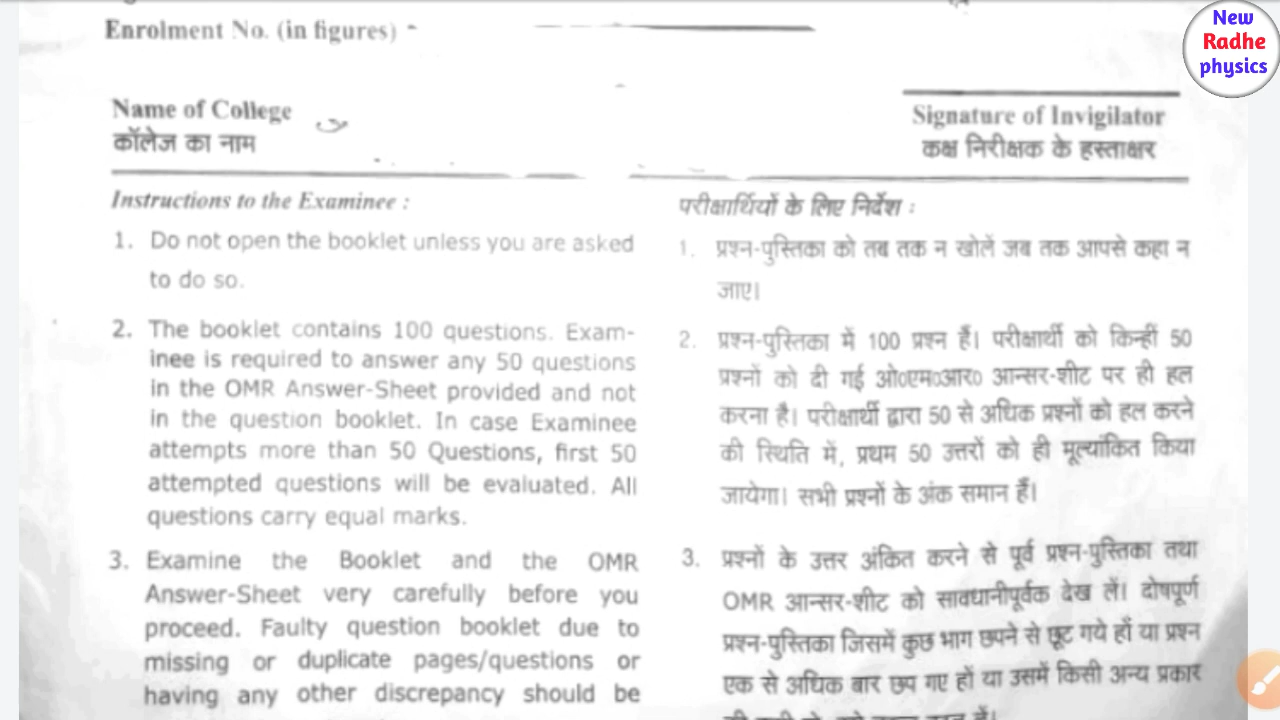 Enrolment No. (in figures) -
New
Radhe
physics
Name of College
कॉलेज का नाम
Signature of Invigilator
कक्ष निरीक्षक के हस्ताक्षर
Instructions to the Examinee :
1. Do not open the booklet unless you are asked
to do so.
2. The booklet contains 100 questions. Exam-
inee is required to answer any 50 questions
in the OMR Answer-Sheet provided and not
in the question booklet. In case Examinee
attempts more than 50 Questions, first 50
attempted questions will be evaluated. All
questions carry equal marks.
3. Examine the Booklet and the OMR
Answer-Sheet very carefully before you
proceed. Faulty question booklet due to
missing or duplicate pages/questions or
having any other discrepancy should be
परीक्षार्थियों के लिए निर्देश :
1. प्रश्न-पुस्तिका को तब तक न खोलें जब तक आपसे कहा न
जाए।
2. प्रश्न-पुस्तिका में 100 प्रश्न हैं। परीक्षार्थी को किन्हीं 50
प्रश्नों को दी गई ओ0एम0आर0 आन्सर-शीट पर ही हल
करना है। परीक्षार्थी द्वारा 50 से अधिक प्रश्नों को हल करने
की स्थिति में, प्रथम 50 उत्तरों को ही मूल्यांकित किया
जायेगा। सभी प्रश्नों के अंक समान हैं।
3. प्रश्नों के उत्तर अंकित करने से पूर्व प्रश्न-पुस्तिका तथा
OMR आन्सर-शीट को सावधानीपूर्वक देख लें। दोषपूर्ण
प्रश्न-पुस्तिका जिसमें कुछ भाग छपने से छूट गये हों या प्रश्न
एक से अधिक बार छप गए हों या उसमें किसी अन्य प्रकार